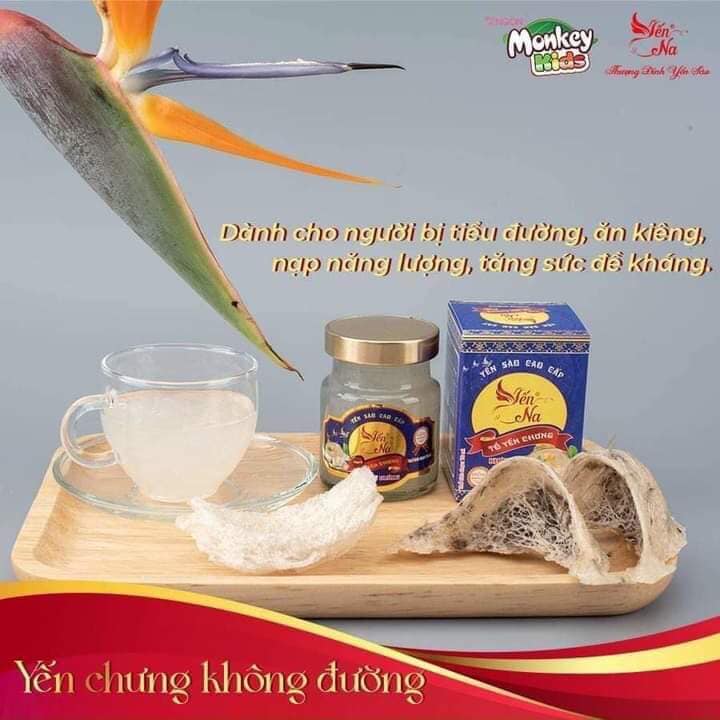 Monkey
Kids
Yến
Na
Thượng Đỉnh Yến Sào
Dành cho người bị tiểu đường, ăn kiêng,
nạp năng lượng, tăng sức đề kháng.
YẾN SÀO CAO CẤP
Yến
Na
YẾN SÀO CAO CẤP
Yến
Na
TỔ YẾN CHƯNG
Yến chưng không đường